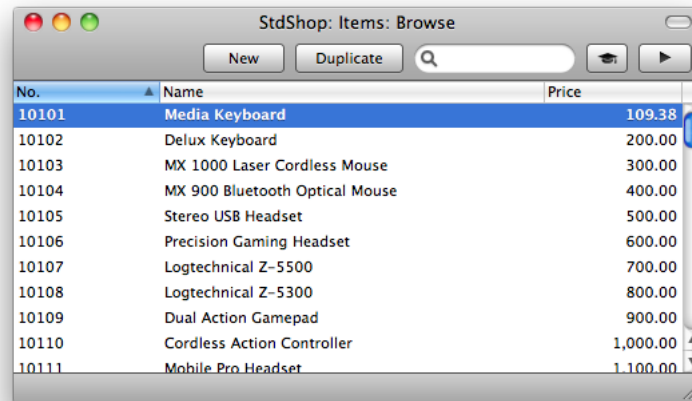 StdShop: Items: Browse
New Duplicate
No. Name Price
10101 Media Keyboard 109.38
10102 Delux Keyboard 200.00
10103 MX 1000 Laser Cordless Mouse 300.00
10104 MX 900 Bluetooth Optical Mouse 400.00
10105 Stereo USB Headset 500.00
10106 Precision Gaming Headset 600.00
10107 Logtechnical Z-5500 700.00
10108 Logtechnical Z-5300 800.00
10109 Dual Action Gamepad 900.00
10110 Cordless Action Controller 1,000.00
10111 Mobile Pro Headset 1,100.00